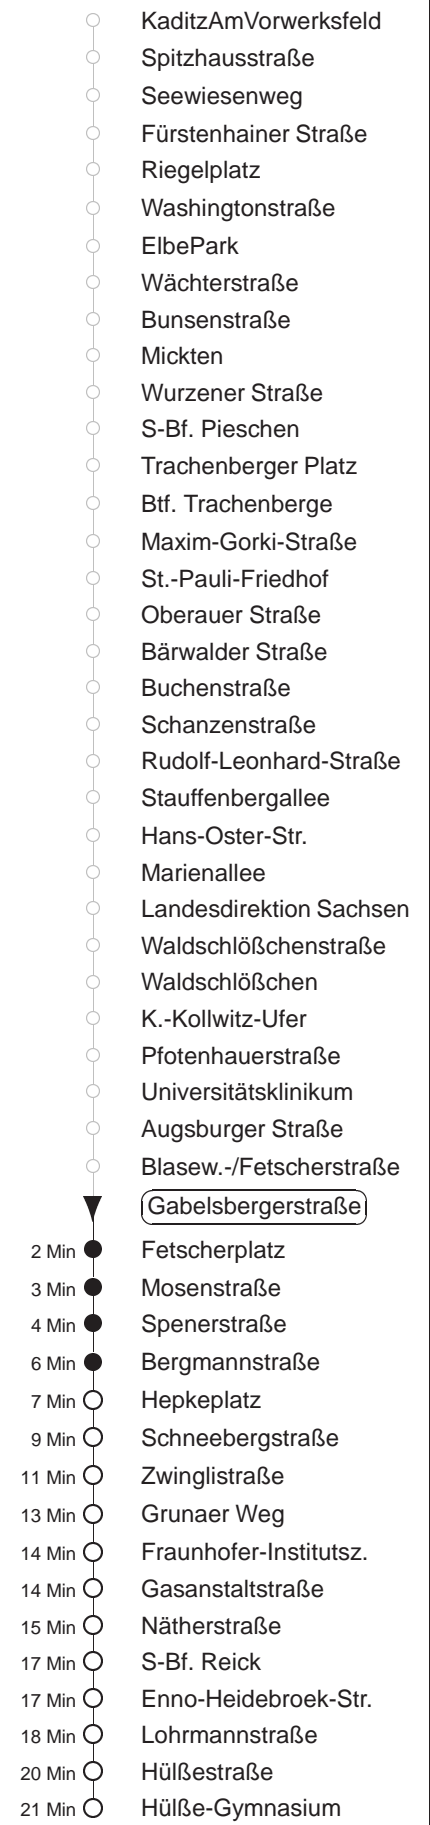 KaditzAmVorwerksfeld
Spitzhausstraße
Seewiesenweg
Fürstenhainer Straße
Riegelplatz
Washingtonstraße
ElbePark
Wächterstraße
Bunsenstraße
Mickten
Wurzener Straße
S-Bf. Pieschen
Trachenberger Platz
Btf. Trachenberge
Maxim-Gorki-Straße
St.-Pauli-Friedhof
Oberauer Straße
Bärwalder Straße
Buchenstraße
Schanzenstraße
Rudolf-Leonhard-Straße
Stauffenbergallee
Hans-Oster-Str.
Marienallee
Landesdirektion Sachsen
Waldschlößchenstraße
Waldschlößchen
K.-Kollwitz-Ufer
Pfotenhauerstraße
Universitätsklinikum
Augsburger Straße
Blasew.-/Fetscherstraße
Gabelsbergerstraße
2 Min Fetscherplatz
3 Min Mosenstraße
4 Min Spenerstraße
6 Min Bergmannstraße
7 Min Hepkeplatz
9 Min Schneebergstraße
11 Min Zwinglistraße
13 Min Grunaer Weg
14 Min Fraunhofer-Institutsz.
14 Min Gasanstaltstraße
15 Min Nätherstraße
17 Min S-Bf. Reick
17 Min Enno-Heidebroek-Str.
18 Min Lohrmannstraße
20 Min Hülßestraße
21 Min Hülße-Gymnasium